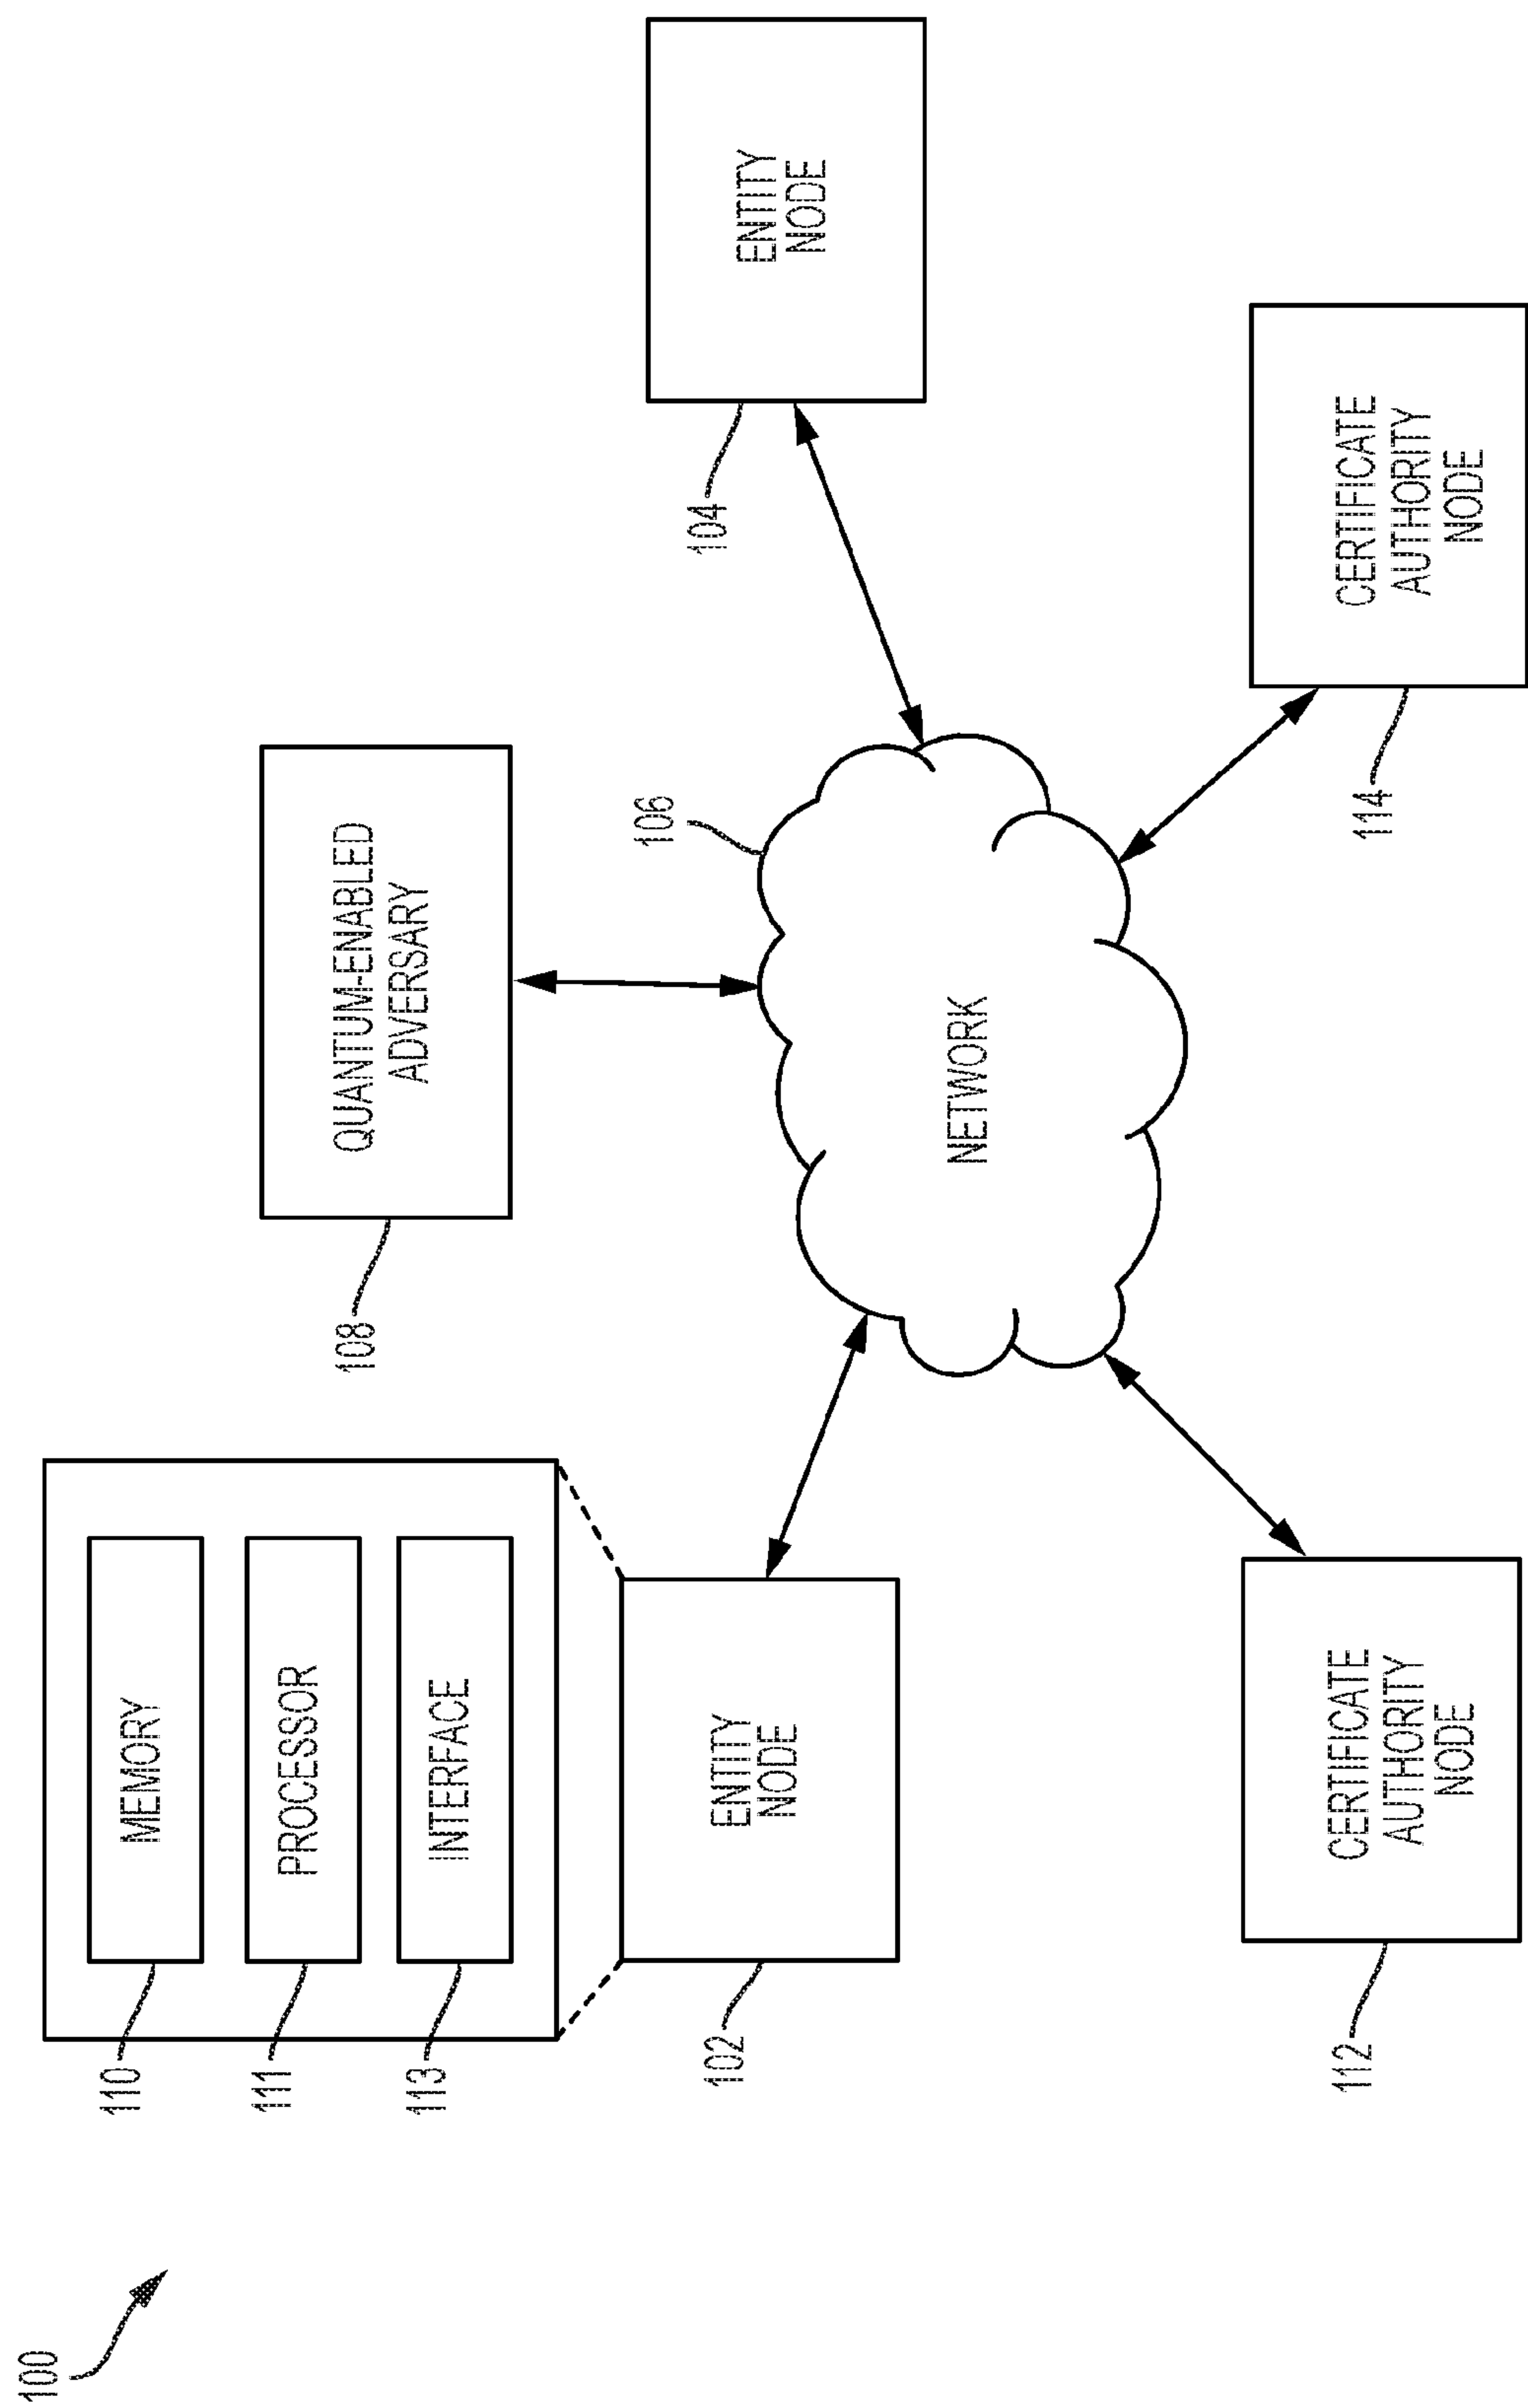 100
110
MEMORY
111
PROCESSOR
113
INTERFACE
102
ENTITY
NODE
108
QUANTUM-ENABLED
ADVERSARY
104
ENTITY
NODE
106
NETWORK
112
CERTIFICATE
AUTHORITY
NODE
114
CERTIFICATE
AUTHORITY
NODE